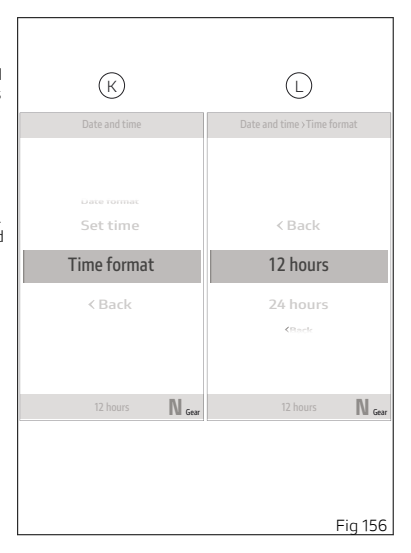 K
L
Date and time
Date and time ›Time format
Date format
Set time
Time format
‹ Back
12 hours
N Gear
‹ Back
12 hours
24 hours
‹Back
12 hours
N Gear
Fig 156